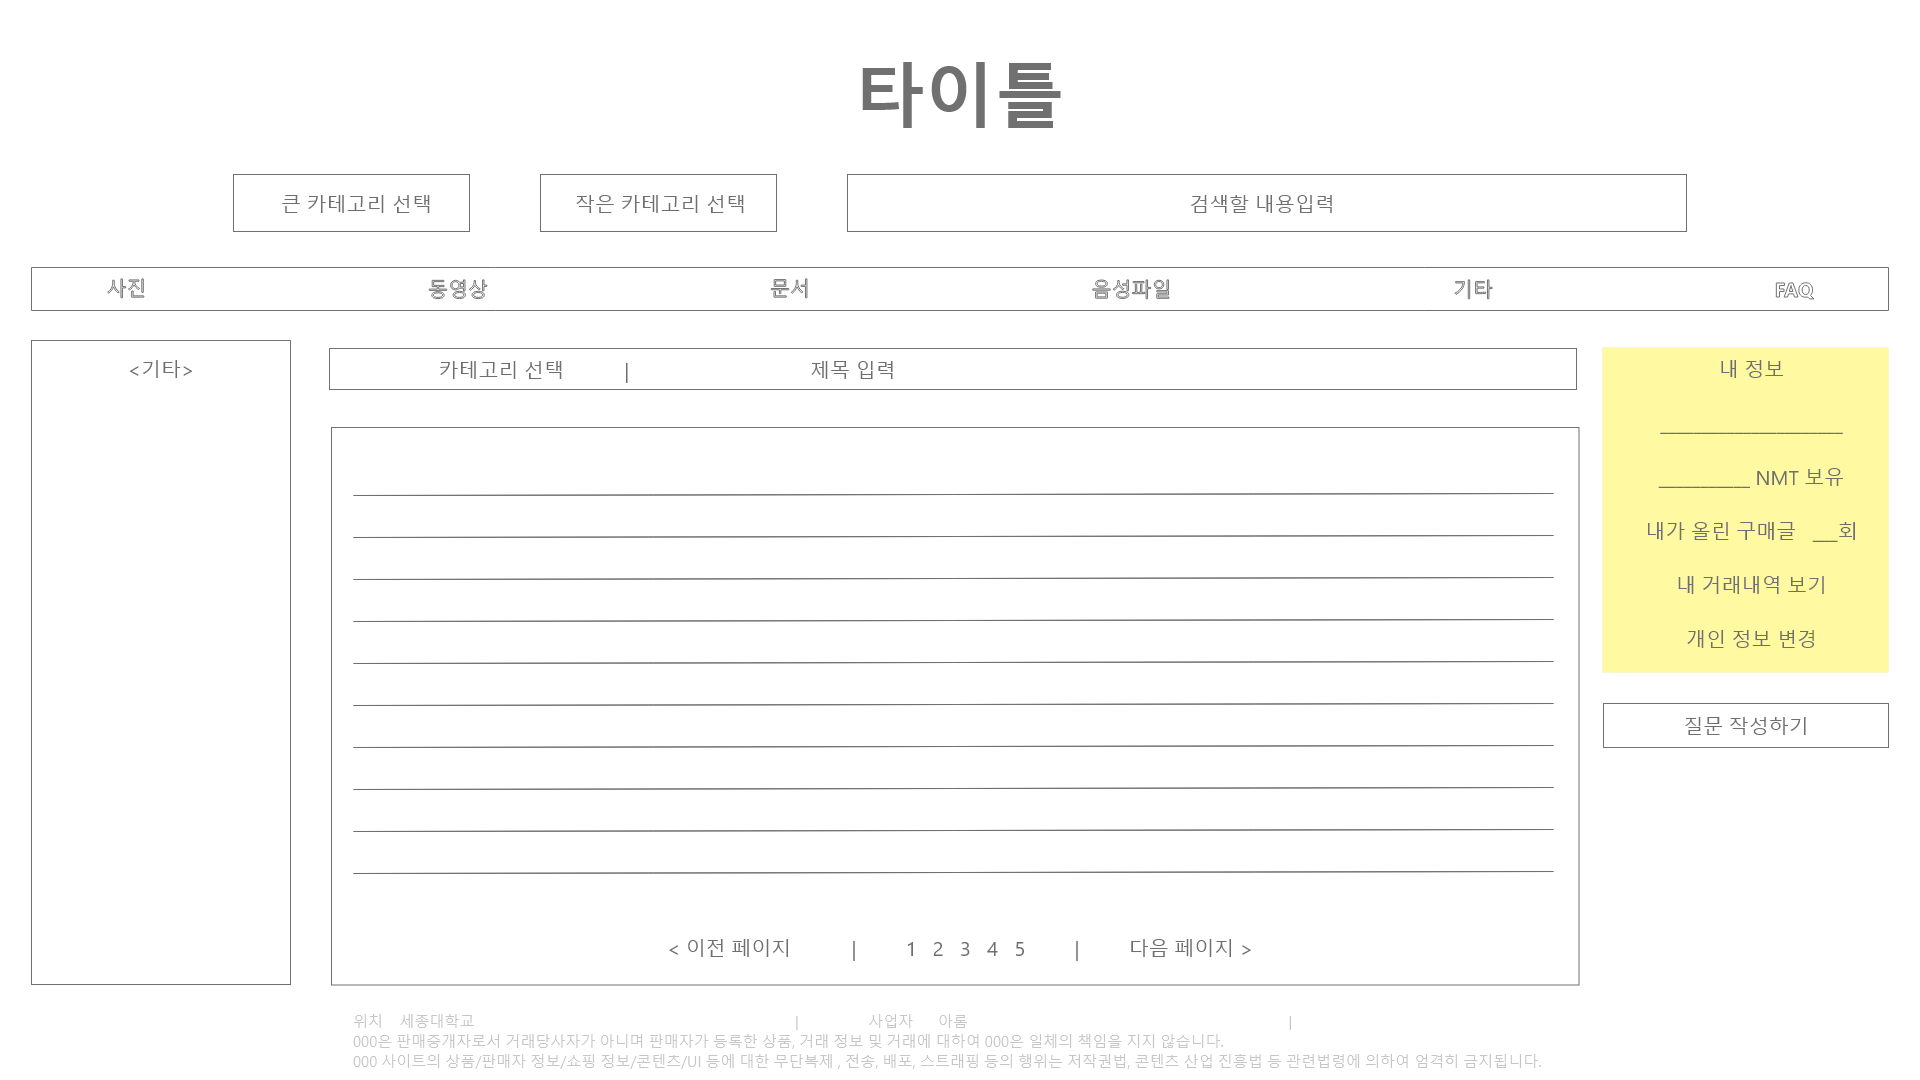 타이틀
큰 카테고리 선택
작은 카테고리 선택
검색할 내용입력
사진 동영상 문서 음성파일 기타 FAQ
<기타>
카테고리 선택 | 제목 입력
내 정보
____________________
__________ NMT 보유
내가 올린 구매글 ___회
내 거래내역 보기
개인 정보 변경
질문 작성하기
< 이전 페이지 | 1 2 3 4 5 | 다음 페이지 >
위치 세종대학교 | 사업자 아롬 |
000은 판매중개자로서 거래당사자가 아니며 판매자가 등록한 상품, 거래 정보 및 거래에 대하여 000은 일체의 책임을 지지 않습니다.
000 사이트의 상품/판매자 정보/쇼핑 정보/콘텐츠/UI 등에 대한 무단복제 , 전송, 배포, 스트래핑 등의 행위는 저작권법, 콘텐츠 산업 진흥법 등 관련법령에 의하여 엄격히 금지됩니다.